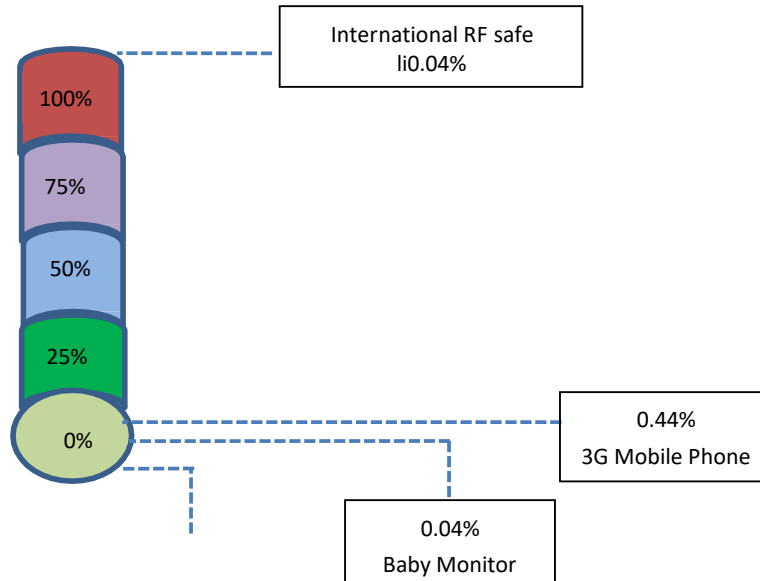 International RF safe
li0.04%
100%
75%
50%
25%
0%
0.44%
3G Mobile Phone
0.04%
Baby Monitor